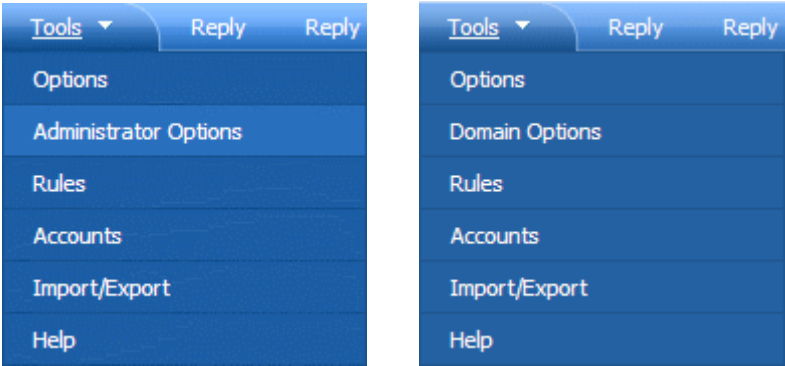 Tools Reply Reply
Options
Administrator Options
Rules
Accounts
Import/Export
Help
Tools Reply Reply
Options
Domain Options
Rules
Accounts
Import/Export
Help